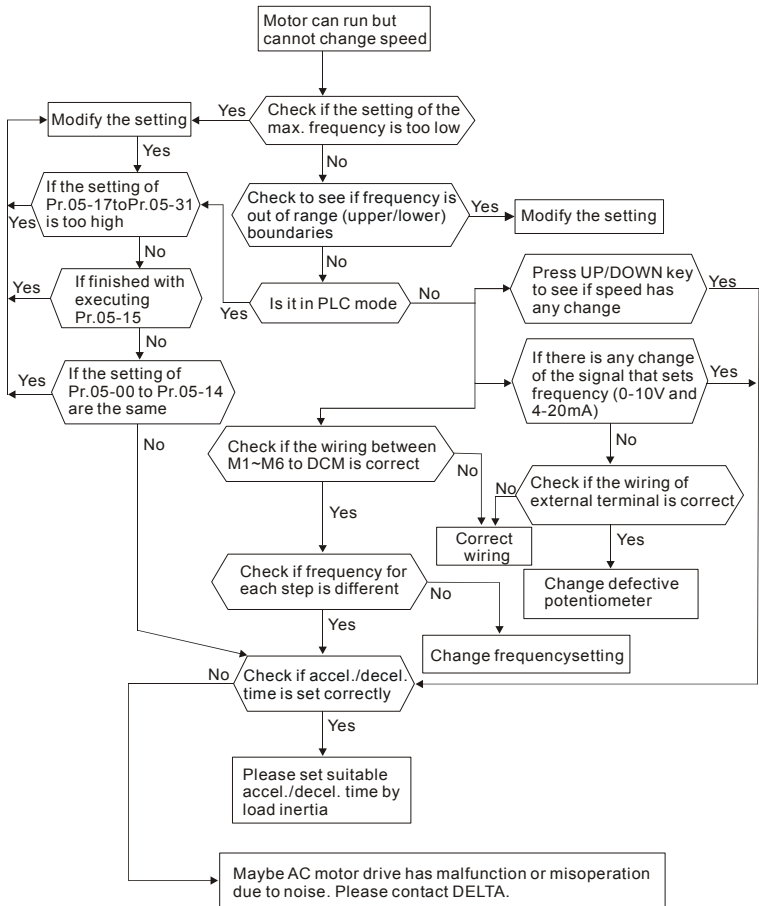 Motor can run but
cannot change speed
Yes
Check if the setting of the
max. frequency is too low
Modify the setting
Yes
No
If the setting of
Pr.05-17toPr.05-31
is too high
Yes
Check to see if frequency is
out of range (upper/lower)
boundaries
Yes
Modify the setting
No
No
If finished with
executing
Pr.05-15
Yes
Yes
Is it in PLC mode
No
Press UP/DOWN key
to see if speed has
any change
Yes
No
If the setting of
Pr.05-00 to Pr.05-14
are the same
Yes
If there is any change
of the signal that sets
frequency (0-10V and
4-20mA)
Yes
No
No
Check if the wiring between
M1~M6 to DCM is correct
No
No
Check if the wiring of
external terminal is correct
Yes
Correct
wiring
Yes
Check if frequency for
each step is different
No
Change defective
potentiometer
Yes
Change frequencysetting
No
Check if accel./decel.
time is set correctly
Yes
Please set suitable
accel./decel. time by
load inertia
Maybe AC motor drive has malfunction or misoperation
due to noise. Please contact DELTA.